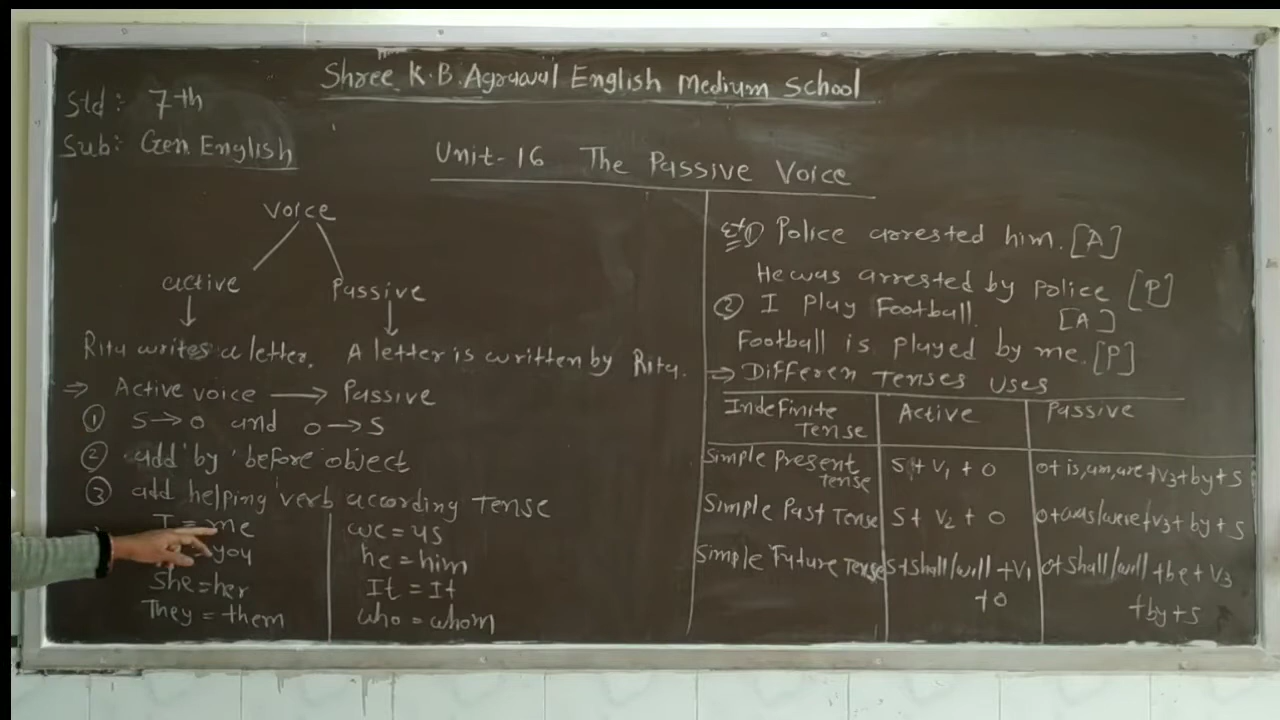 Shree K.B. Agrawal English Medium School
Std: 7th
Sub: Gen. English
Unit-16 The Passive Voice
Voice
active
Passive
Ritu writes a letter. A letter is written by Ritu.
⇒ Active voice → Passive
① S→O and O→S
② add 'by' before object
③ add helping verb according Tense
I = me
= you
She = her
They = them
we = us
he = him
It = It
who = whom
Ex ① Police arrested him. [A]
He was arrested by police [P]
② I Play Football. [A]
Football is played by me. [P]
→ Differen Tenses Uses
Indefinite Tense | Active | Passive
Simple Present tense | S + V1 + O | O + is, am, are + V3 + by + S
Simple Past Tense | S + V2 + O | O + was/were + V3 + by + S
Simple Future Tense | S + Shall/will + V1 + O | O + Shall/will + be + V3 + by + S